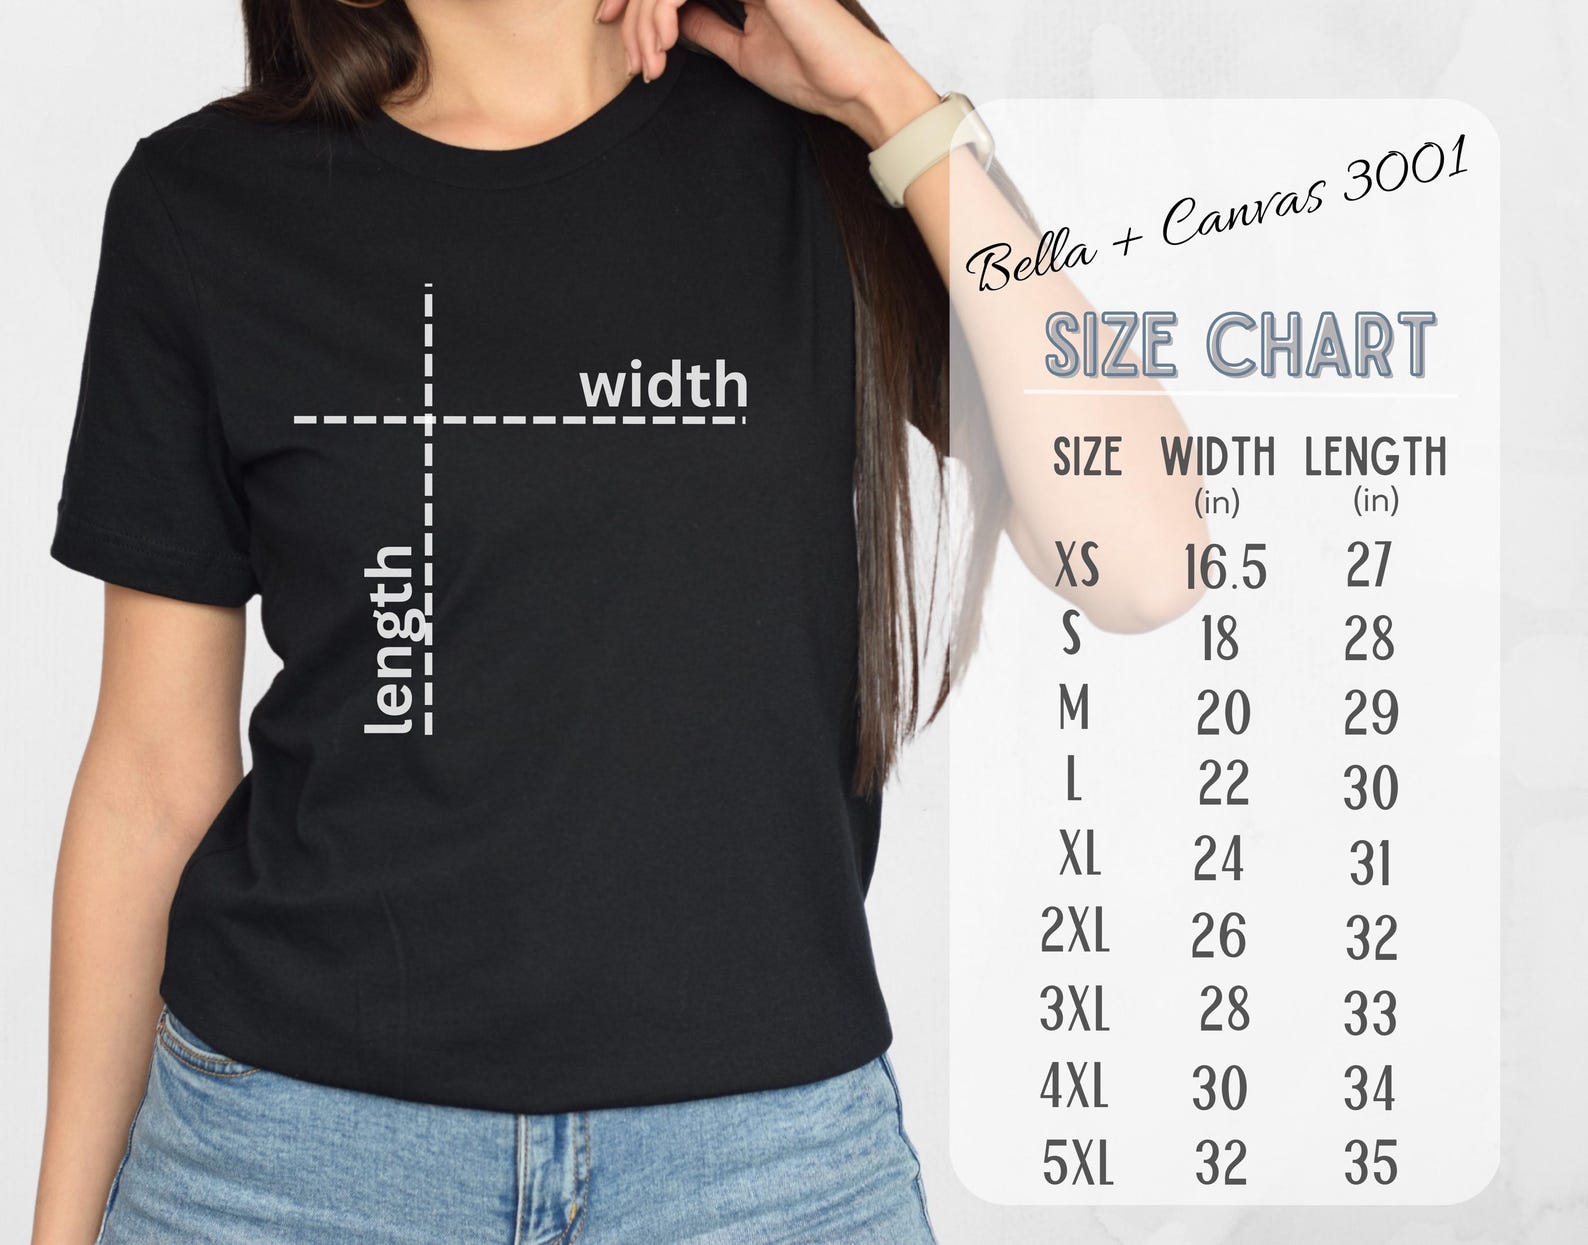 width
length
Bella + Canvas 3001
SIZE CHART
SIZE WIDTH LENGTH
(in) (in)
XS 16.5 27
S 18 28
M 20 29
L 22 30
XL 24 31
2XL 26 32
3XL 28 33
4XL 30 34
5XL 32 35